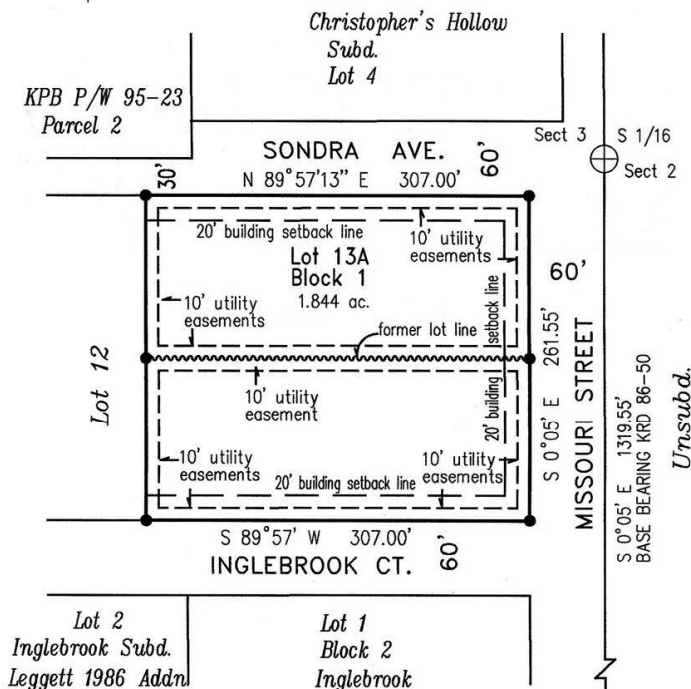 Christopher's Hollow
Subd.
Lot 4
KPB P/W 95-23
Parcel 2
Sect 3
S 1/16
Sect 2
SONDRA AVE.
30'
60'
N 89°57'13" E 307.00'
20' building setback line
10' utility
easements
Lot 13A
Block 1
1.844 ac.
10' utility
easements
former lot line
20' building setback line
60'
S 0°05' E 261.55'
MISSOURI STREET
S 0°05' E 1319.55'
BASE BEARING KRD 86-50
Unsubd.
Lot 12
10' utility
easement
10' utility
easements
10' utility
easements
20' building setback line
S 89°57' W 307.00'
INGLEBROOK CT.
60'
Lot 2
Inglebrook Subd.
Leggett 1986 Addn
Lot 1
Block 2
Inglebrook